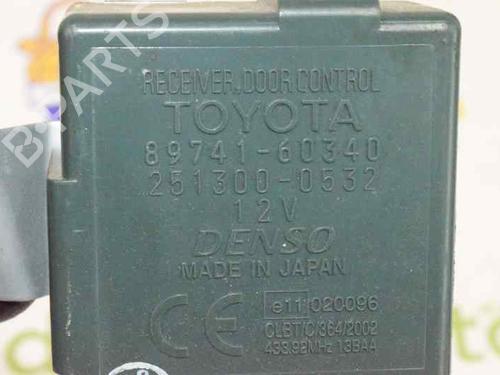 RECEIVER, DOOR CONTROL
TOYOTA
89741-60340
251300-0532
12V
DENSO
MADE IN JAPAN
CE e11 020096
CLBT/C/364/2002
433.92MHz 13BAA
B-PARTS